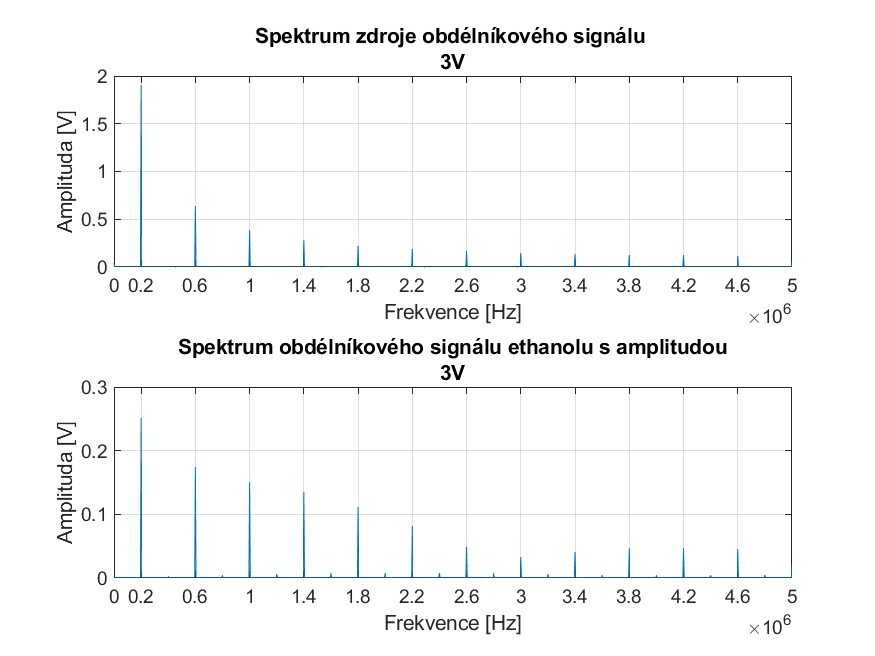 Spektrum zdroje obdélníkového signálu
3V
Amplituda [V]
2
1.5
1
0.5
0
0 0.2 0.6 1 1.4 1.8 2.2 2.6 3 3.4 3.8 4.2 4.6 5
Frekvence [Hz]
×10⁶
Spektrum obdélníkového signálu ethanolu s amplitudou
3V
Amplituda [V]
0.3
0.2
0.1
0
0 0.2 0.6 1 1.4 1.8 2.2 2.6 3 3.4 3.8 4.2 4.6 5
Frekvence [Hz]
×10⁶